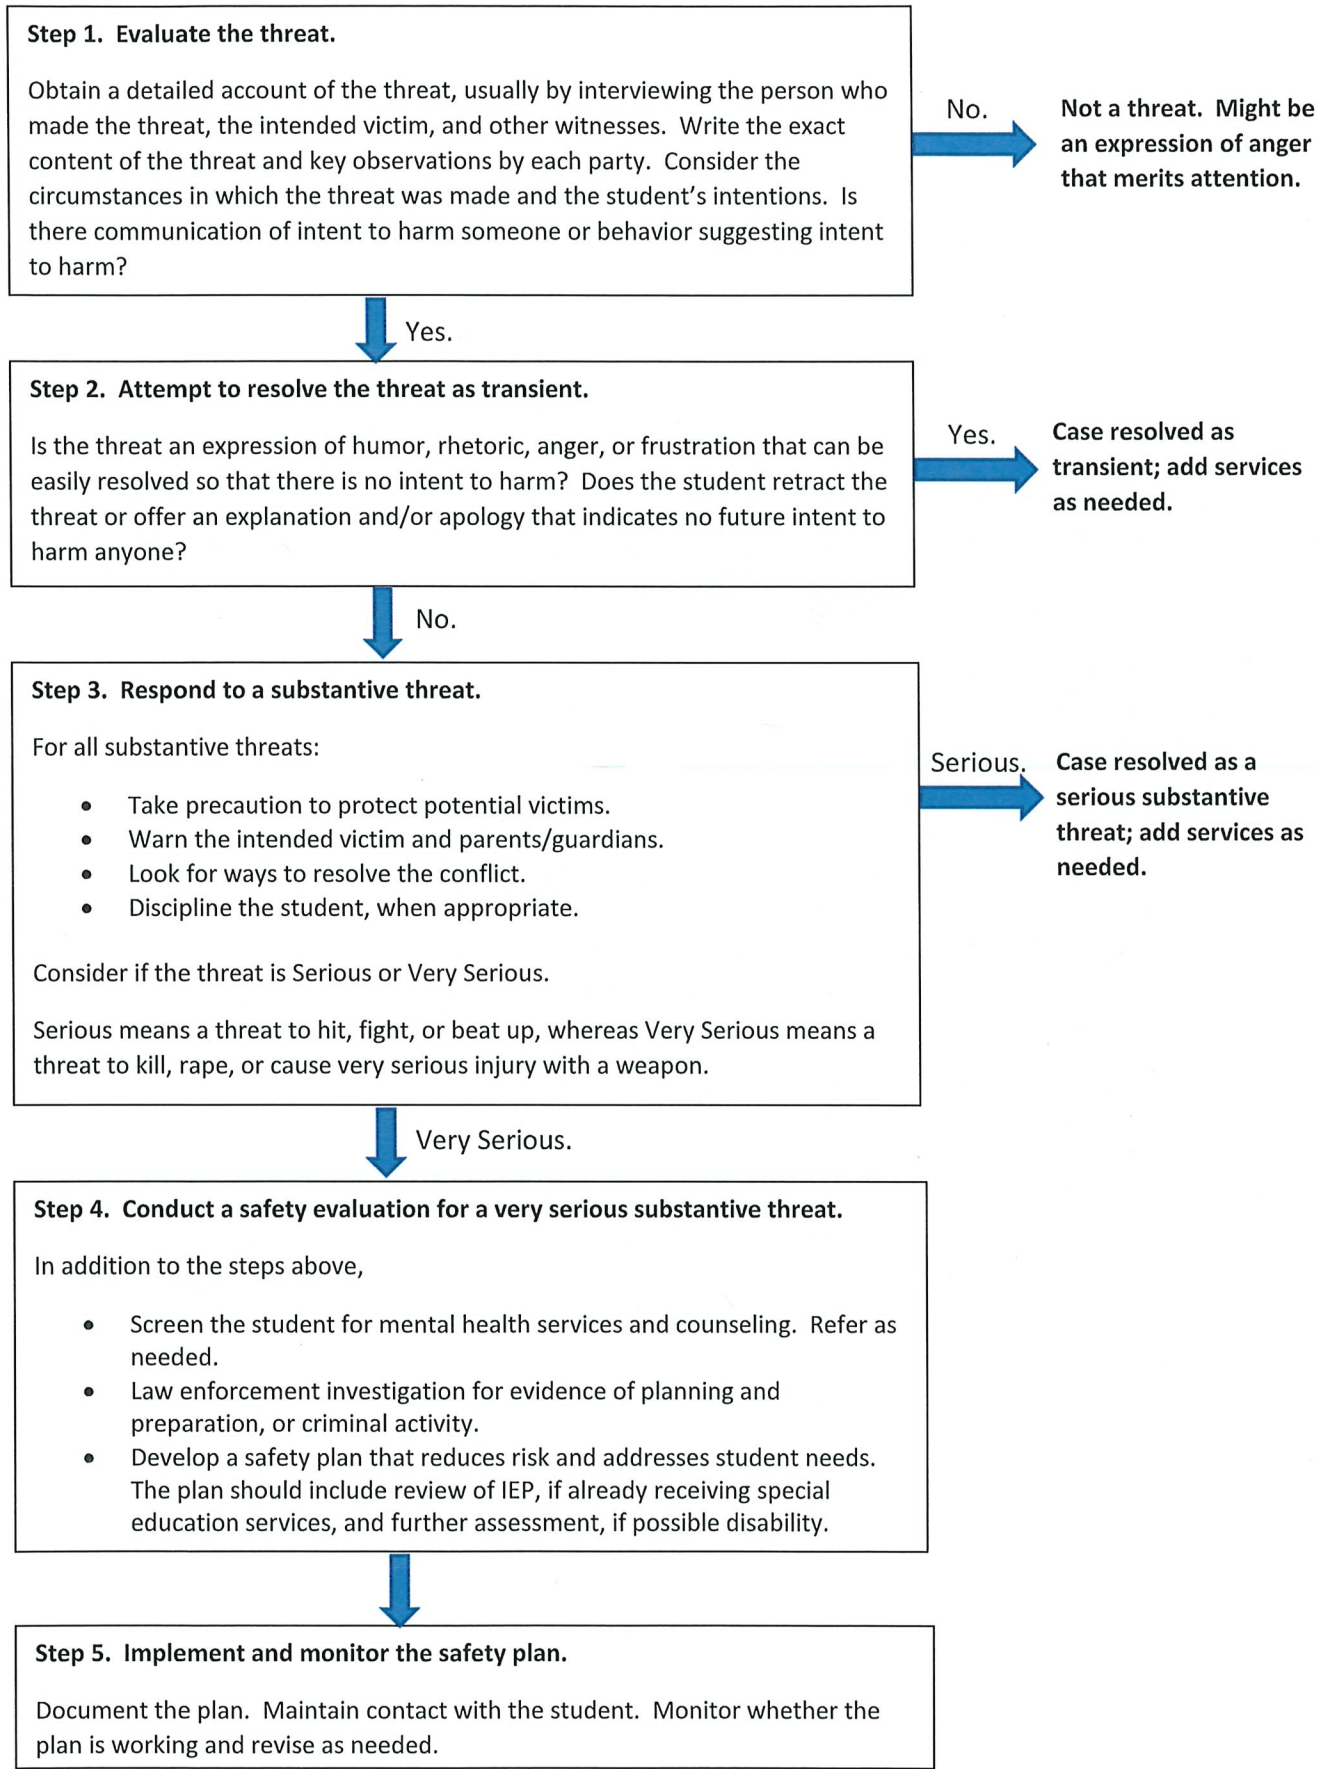 Step 1.  Evaluate the threat.
Obtain a detailed account of the threat, usually by interviewing the person who
made the threat, the intended victim, and other witnesses.  Write the exact
content of the threat and key observations by each party.  Consider the
circumstances in which the threat was made and the student's intentions.  Is
there communication of intent to harm someone or behavior suggesting intent
to harm?
No.
Not a threat.  Might be
an expression of anger
that merits attention.
Yes.
Step 2.  Attempt to resolve the threat as transient.
Is the threat an expression of humor, rhetoric, anger, or frustration that can be
easily resolved so that there is no intent to harm?  Does the student retract the
threat or offer an explanation and/or apology that indicates no future intent to
harm anyone?
Yes.
Case resolved as
transient; add services
as needed.
No.
Step 3.  Respond to a substantive threat.
For all substantive threats:
• Take precaution to protect potential victims.
• Warn the intended victim and parents/guardians.
• Look for ways to resolve the conflict.
• Discipline the student, when appropriate.
Consider if the threat is Serious or Very Serious.
Serious means a threat to hit, fight, or beat up, whereas Very Serious means a
threat to kill, rape, or cause very serious injury with a weapon.
Serious.
Case resolved as a
serious substantive
threat; add services as
needed.
Very Serious.
Step 4.  Conduct a safety evaluation for a very serious substantive threat.
In addition to the steps above,
• Screen the student for mental health services and counseling.  Refer as
needed.
• Law enforcement investigation for evidence of planning and
preparation, or criminal activity.
• Develop a safety plan that reduces risk and addresses student needs.
The plan should include review of IEP, if already receiving special
education services, and further assessment, if possible disability.
Step 5.  Implement and monitor the safety plan.
Document the plan.  Maintain contact with the student.  Monitor whether the
plan is working and revise as needed.